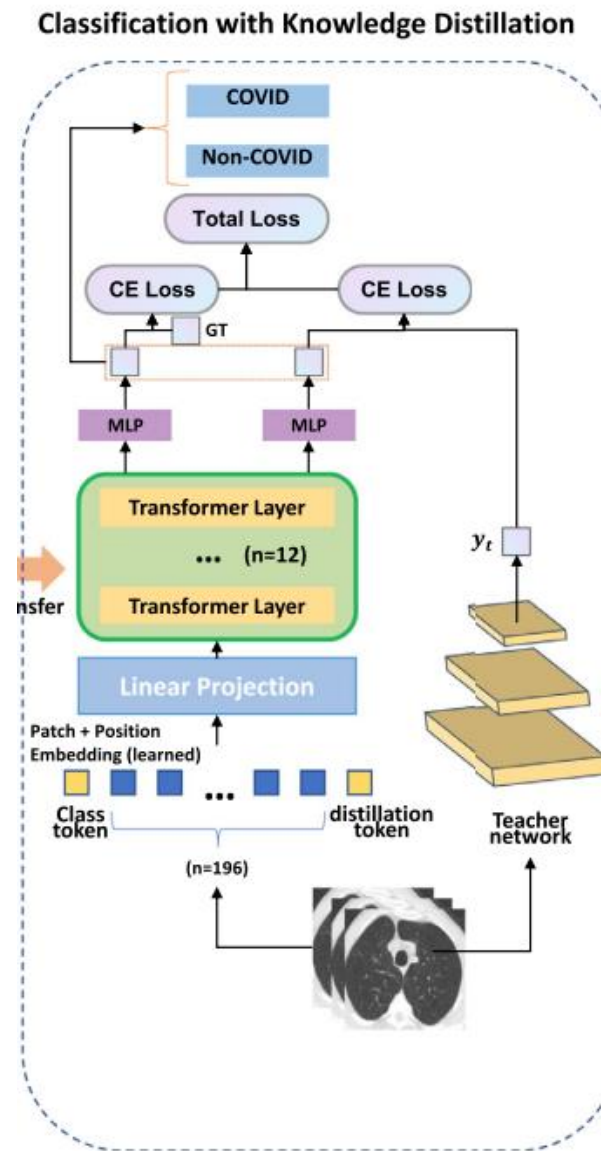 Classification with Knowledge Distillation
COVID
Non-COVID
Total Loss
CE Loss
CE Loss
GT
MLP
MLP
Transformer Layer
... (n=12)
Transformer Layer
nsfer
y_t
Linear Projection
Patch + Position
Embedding (learned)
...
Class
token
distillation
token
(n=196)
Teacher
network